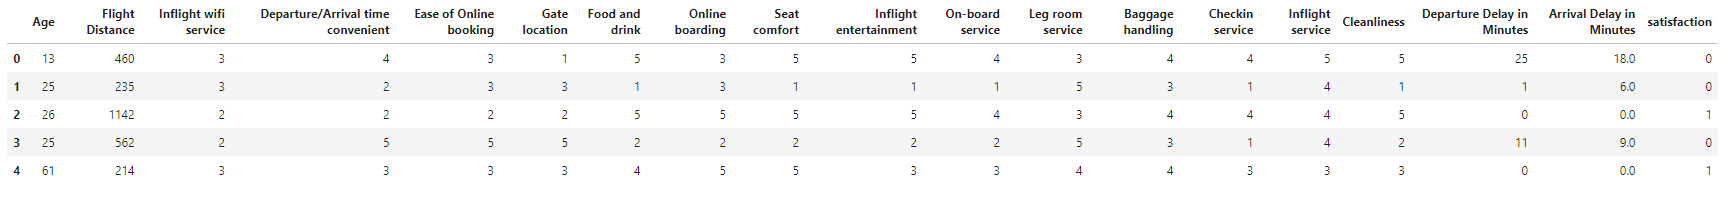 Age Flight Distance Inflight wifi service Departure/Arrival time convenient Ease of Online booking Gate location Food and drink Online boarding Seat comfort Inflight entertainment On-board service Leg room service Baggage handling Checkin service Inflight service Cleanliness Departure Delay in Minutes Arrival Delay in Minutes satisfaction
0 13 460 3 4 3 1 5 3 5 5 4 3 4 4 5 5 25 18.0 0
1 25 235 3 2 3 3 1 3 1 1 1 5 3 1 4 1 1 6.0 0
2 26 1142 2 2 2 2 5 5 5 5 4 3 4 4 4 5 0 0.0 1
3 25 562 2 5 5 5 2 2 2 2 2 5 3 1 4 2 11 9.0 0
4 61 214 3 3 3 3 4 5 5 3 3 4 4 3 3 3 0 0.0 1